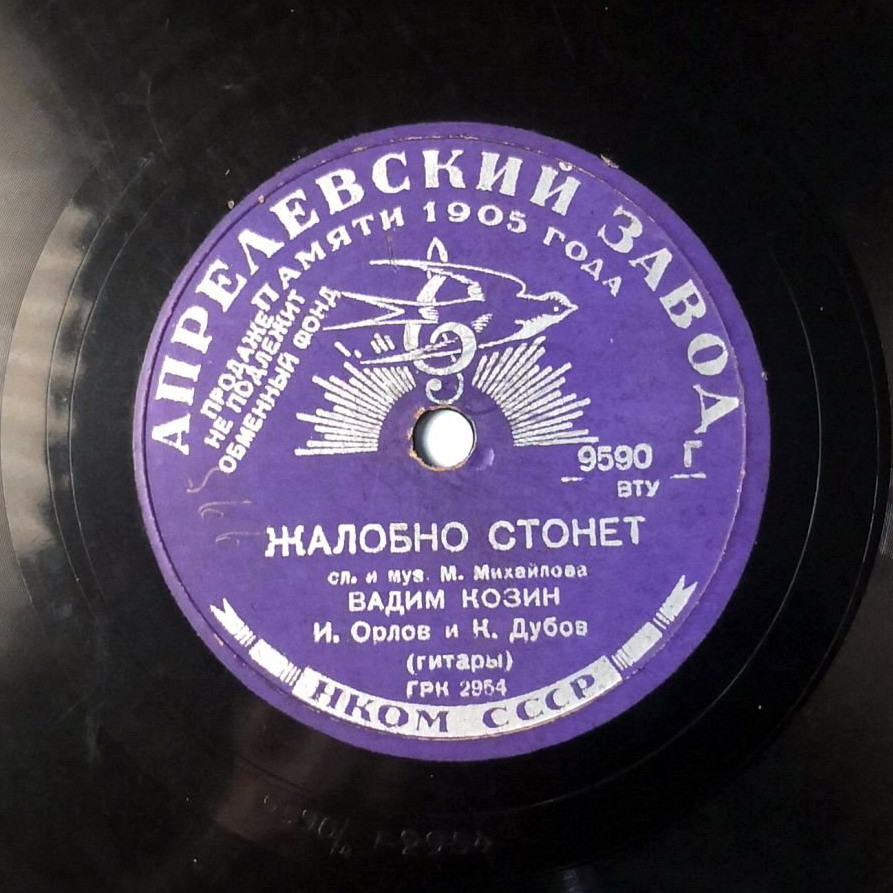 АПРЕЛЕВСКИЙ ЗАВОД
ПАМЯТИ 1905 ГОДА
ПРОДАЖЕ
НЕ ПОДЛЕЖИТ
ОБМЕННЫЙ ФОНД
9590 Г
ВТУ
ЖАЛОБНО СТОНЕТ
сл. и муз. М. Михайлова
ВАДИМ КОЗИН
И. Орлов и К. Дубов
(гитары)
ГРК 2954
НКОМ СССР